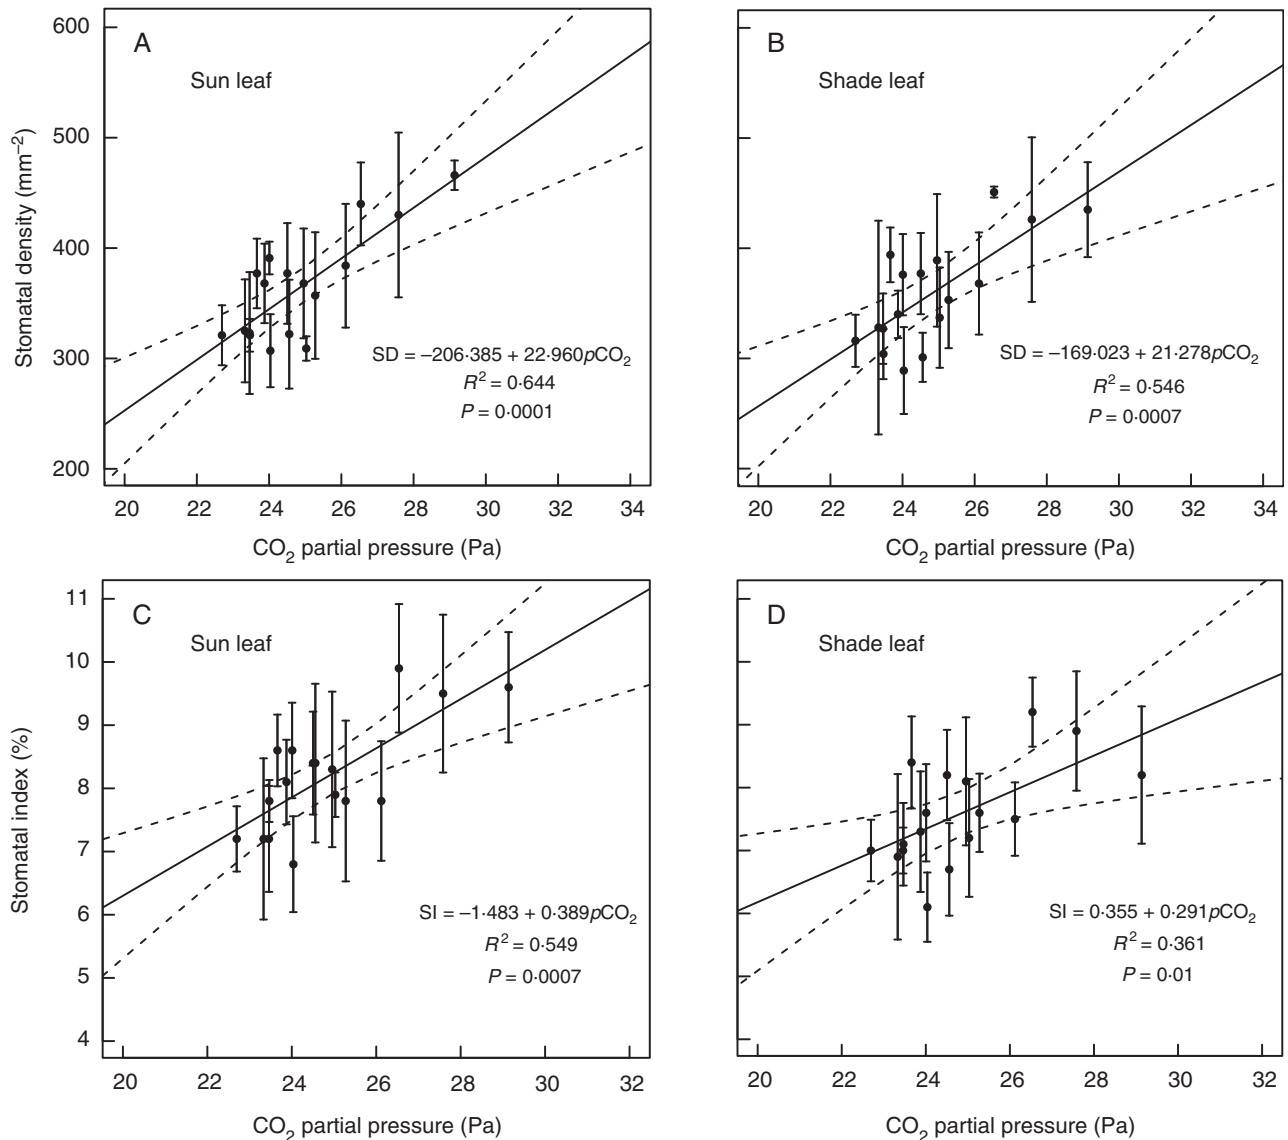 A
Sun leaf
Stomatal density (mm⁻²)
600
500
400
300
200
SD = −206·385 + 22·960pCO₂
R² = 0·644
P = 0·0001
20 22 24 26 28 30 32 34
CO₂ partial pressure (Pa)
B
Shade leaf
SD = −169·023 + 21·278pCO₂
R² = 0·546
P = 0·0007
20 22 24 26 28 30 32 34
CO₂ partial pressure (Pa)
C
Sun leaf
Stomatal index (%)
11
10
9
8
7
6
5
4
SI = −1·483 + 0·389pCO₂
R² = 0·549
P = 0·0007
20 22 24 26 28 30 32
CO₂ partial pressure (Pa)
D
Shade leaf
SI = 0·355 + 0·291pCO₂
R² = 0·361
P = 0·01
20 22 24 26 28 30 32
CO₂ partial pressure (Pa)